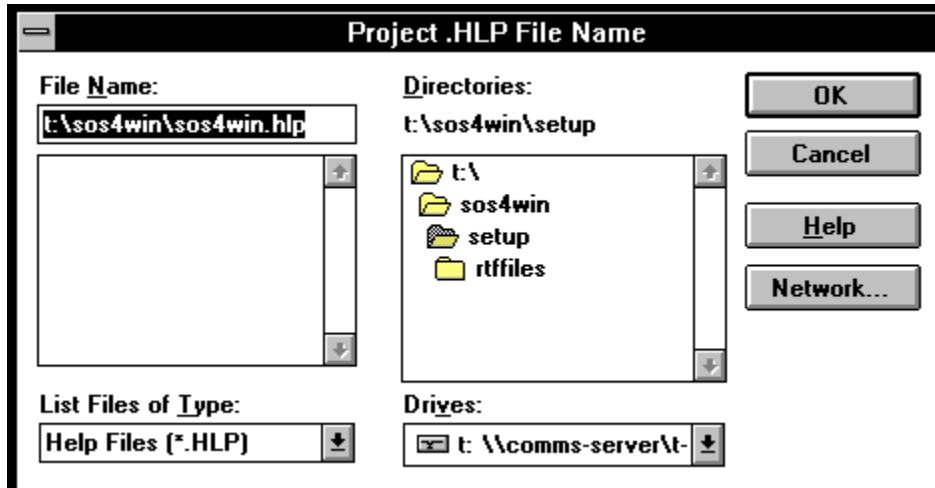 Project .HLP File Name
File Name:
t:\sos4win\sos4win.hlp
Directories:
t:\sos4win\setup
t:\
sos4win
setup
rtffiles
OK
Cancel
Help
Network...
List Files of Type:
Help Files (*.HLP)
Drives:
t: \\comms-server\t-